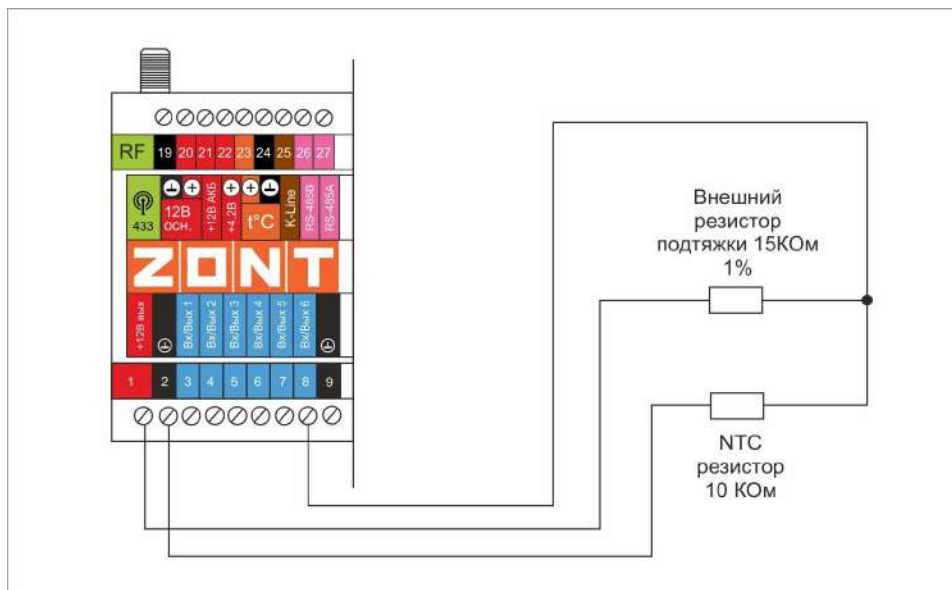 RF 19 20 21 22 23 24 25 26 27
433
12В
осн.
+12В АКБ
+4.2В
t°C
K-Line
RS-485B
RS-485A
ZONT
+12В вых
Вх/Вых 1
Вх/Вых 2
Вх/Вых 3
Вх/Вых 4
Вх/Вых 5
Вх/Вых 6
1 2 3 4 5 6 7 8 9
Внешний
резистор
подтяжки 15КОм
1%
NTC
резистор
10 КОм